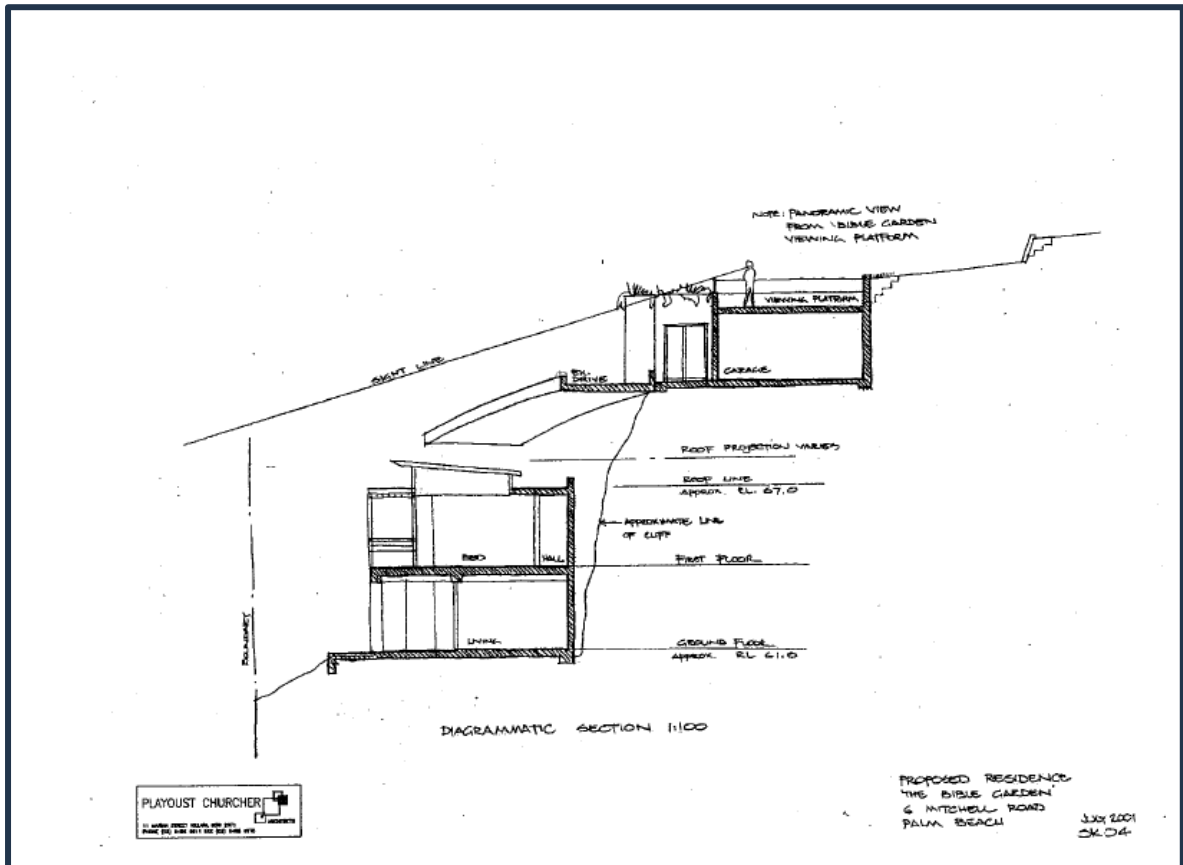 NOTE: PANORAMIC VIEW
FROM 'BIBLE GARDEN
VIEWING PLATFORM
VIEWING PLATFORM
SIGHT LINE
EX.
DRIVE
GARAGE
ROOF PROJECTION VARIES
ROOF LINE
APPROX. RL. 67.0
APPROXIMATE LINE
OF CLIFF
BED
HALL
FIRST FLOOR
BOUNDARY
LIVING
GROUND FLOOR
APPROX RL 61.0
DIAGRAMMATIC SECTION 1:100
PLAYOUST CHURCHER
ARCHITECTS
PROPOSED RESIDENCE
'THE BIBLE GARDEN'
6 MITCHELL ROAD
PALM BEACH
JULY 2001
SK 04